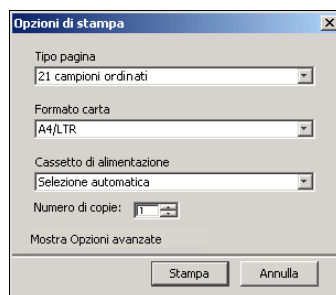 Opzioni di stampa
Tipo pagina
21 campioni ordinati
Formato carta
A4/LTR
Cassetto di alimentazione
Selezione automatica
Numero di copie: 1
Mostra Opzioni avanzate
Stampa Annulla